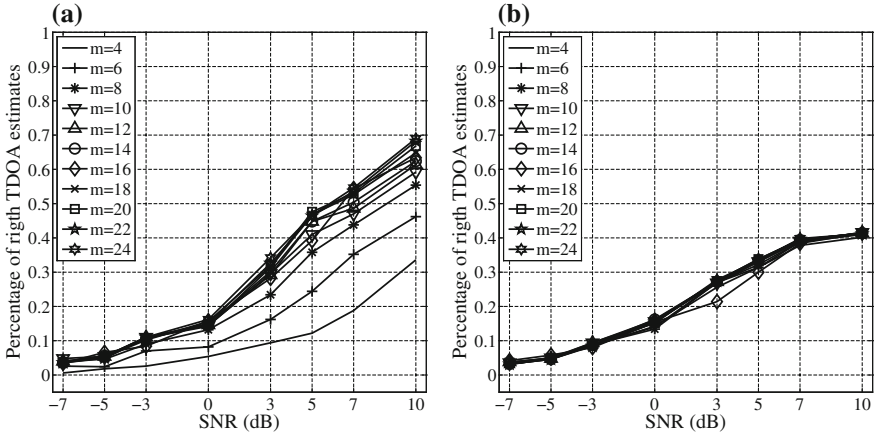 (a)
Percentage of rigth TDOA estimates
1
0.9
0.8
0.7
0.6
0.5
0.4
0.3
0.2
0.1
0
m=4
m=6
m=8
m=10
m=12
m=14
m=16
m=18
m=20
m=22
m=24
−7 −5 −3 0 3 5 7 10
SNR (dB)
(b)
Percentage of rigth TDOA estimates
1
0.9
0.8
0.7
0.6
0.5
0.4
0.3
0.2
0.1
0
m=4
m=6
m=8
m=10
m=12
m=14
m=16
m=18
m=20
m=22
m=24
−7 −5 −3 0 3 5 7 10
SNR (dB)